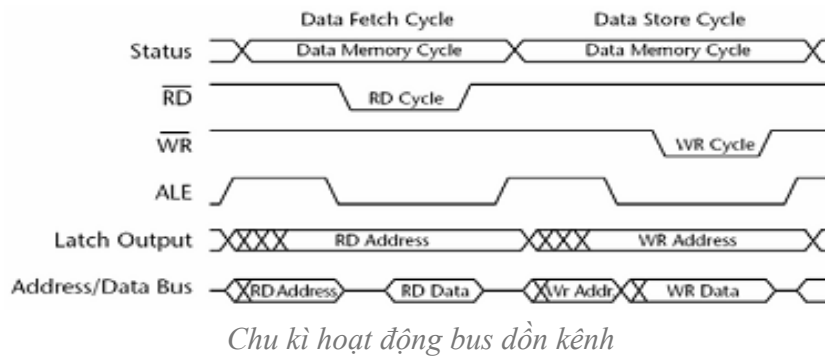 Data Fetch Cycle Data Store Cycle
Status Data Memory Cycle Data Memory Cycle
RD RD Cycle
WR WR Cycle
ALE
Latch Output RD Address WR Address
Address/Data Bus RD Address RD Data Wr Addr. WR Data
Chu kì hoạt động bus dồn kênh